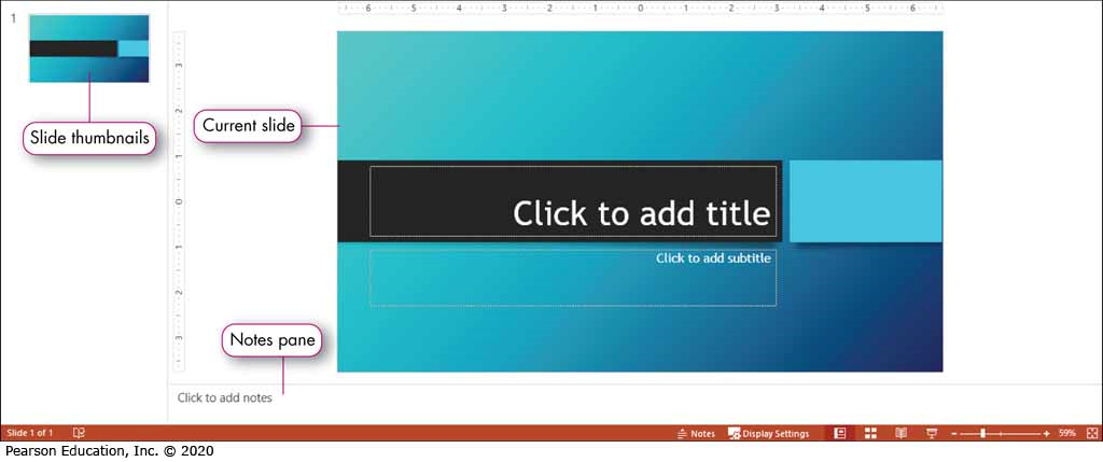 6 5 4 3 2 1 0 1 2 3 4 5 6
1
3
2
1
0
1
2
3
Slide thumbnails
Current slide
Click to add title
Click to add subtitle
Notes pane
Click to add notes
Slide 1 of 1
Notes
Display Settings
59%
Pearson Education, Inc. © 2020